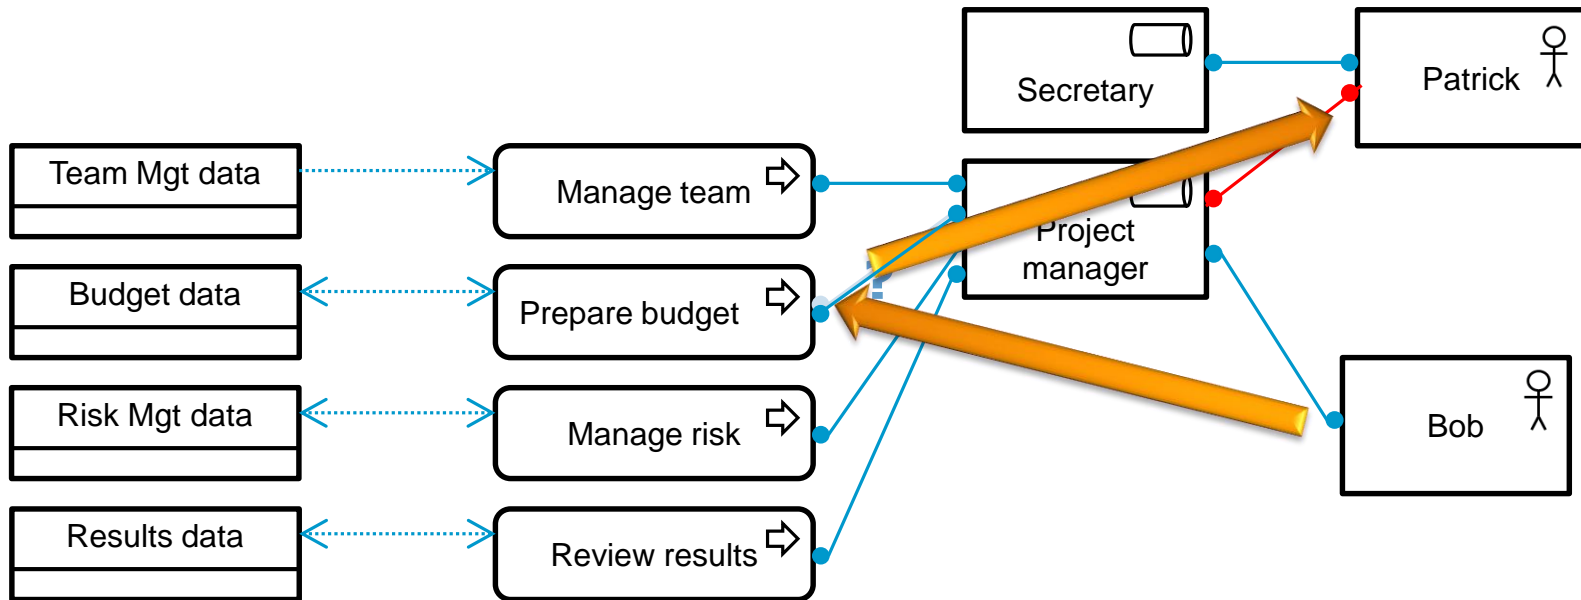 Secretary
Patrick
Team Mgt data
Manage team
Project
manager
Budget data
Prepare budget
Risk Mgt data
Manage risk
Bob
Results data
Review results